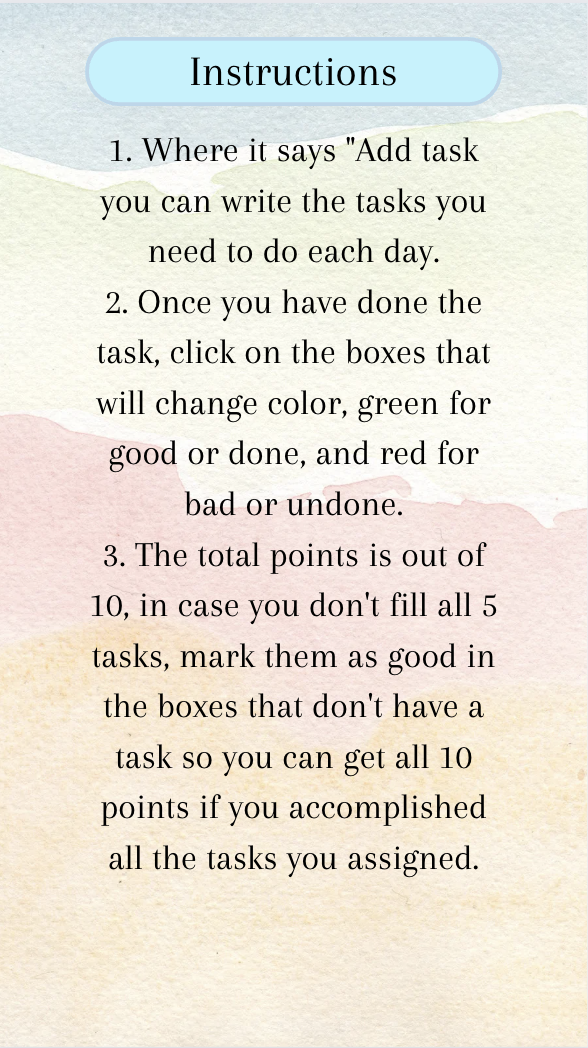 Instructions
1. Where it says "Add task
you can write the tasks you
need to do each day.
2. Once you have done the
task, click on the boxes that
will change color, green for
good or done, and red for
bad or undone.
3. The total points is out of
10, in case you don't fill all 5
tasks, mark them as good in
the boxes that don't have a
task so you can get all 10
points if you accomplished
all the tasks you assigned.